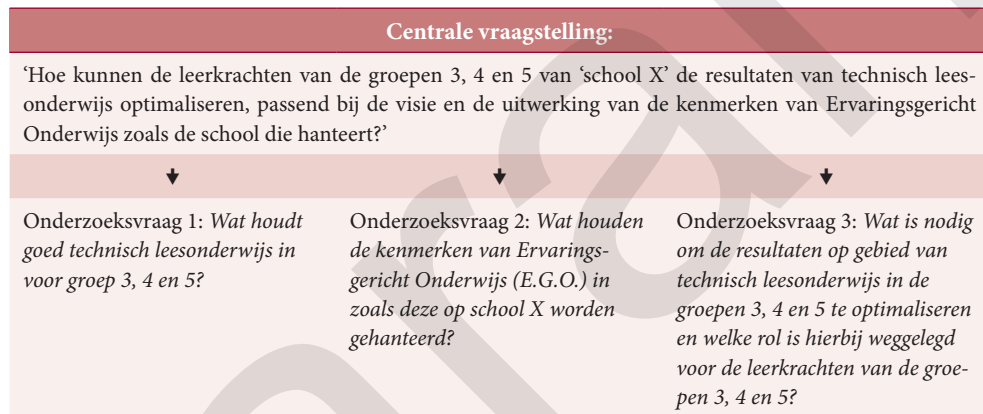 Centrale vraagstelling:
‘Hoe kunnen de leerkrachten van de groepen 3, 4 en 5 van ‘school X’ de resultaten van technisch lees-
onderwijs optimaliseren, passend bij de visie en de uitwerking van de kenmerken van Ervaringsgericht
Onderwijs zoals de school die hanteert?’
Onderzoeksvraag 1: Wat houdt
goed technisch leesonderwijs in
voor groep 3, 4 en 5?
Onderzoeksvraag 2: Wat houden
de kenmerken van Ervarings-
gericht Onderwijs (E.G.O.) in
zoals deze op school X worden
gehanteerd?
Onderzoeksvraag 3: Wat is nodig
om de resultaten op gebied van
technisch leesonderwijs in de
groepen 3, 4 en 5 te optimaliseren
en welke rol is hierbij weggelegd
voor de leerkrachten van de groe-
pen 3, 4 en 5?